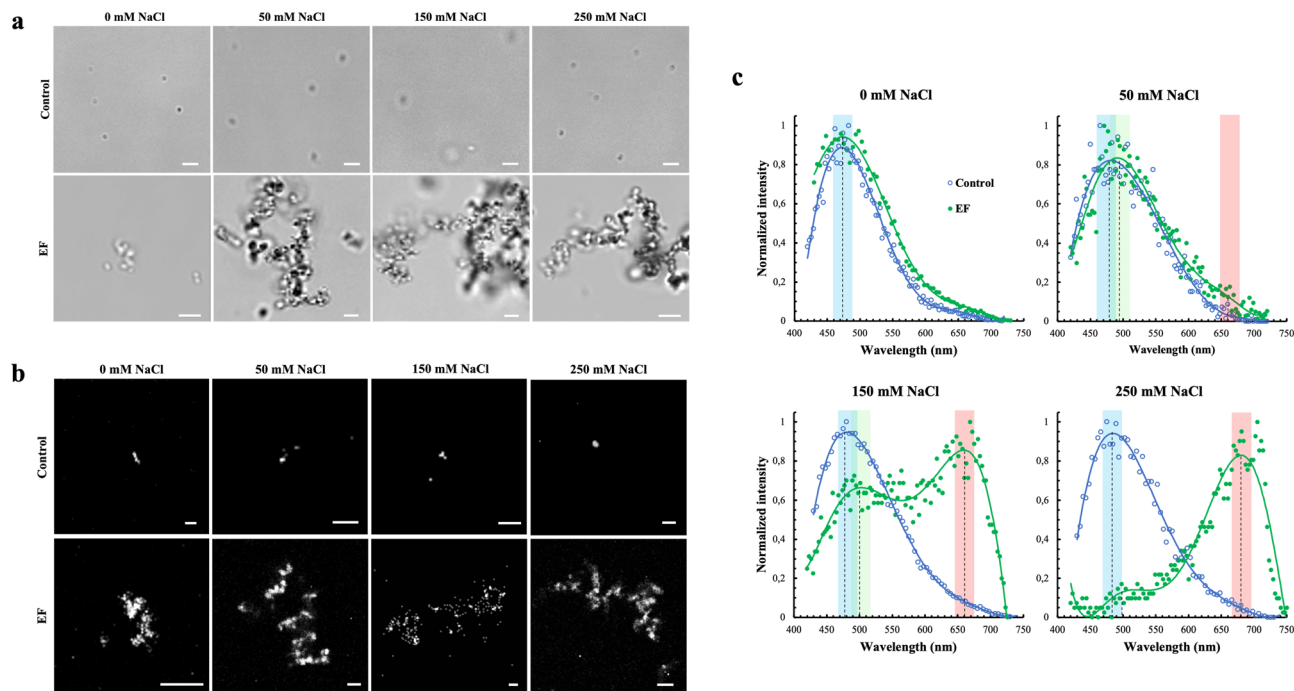 a
0 mM NaCl 50 mM NaCl 150 mM NaCl 250 mM NaCl
Control
EF
b
0 mM NaCl 50 mM NaCl 150 mM NaCl 250 mM NaCl
Control
EF
c
0 mM NaCl
Normalized intensity
1
0,8
0,6
0,4
0,2
0
400 450 500 550 600 650 700 750
Wavelength (nm)
Control
EF
50 mM NaCl
1
0,8
0,6
0,4
0,2
0
400 450 500 550 600 650 700 750
Wavelength (nm)
150 mM NaCl
Normalized intensity
1
0,8
0,6
0,4
0,2
0
400 450 500 550 600 650 700 750
Wavelength (nm)
250 mM NaCl
1
0,8
0,6
0,4
0,2
0
400 450 500 550 600 650 700 750
Wavelength (nm)